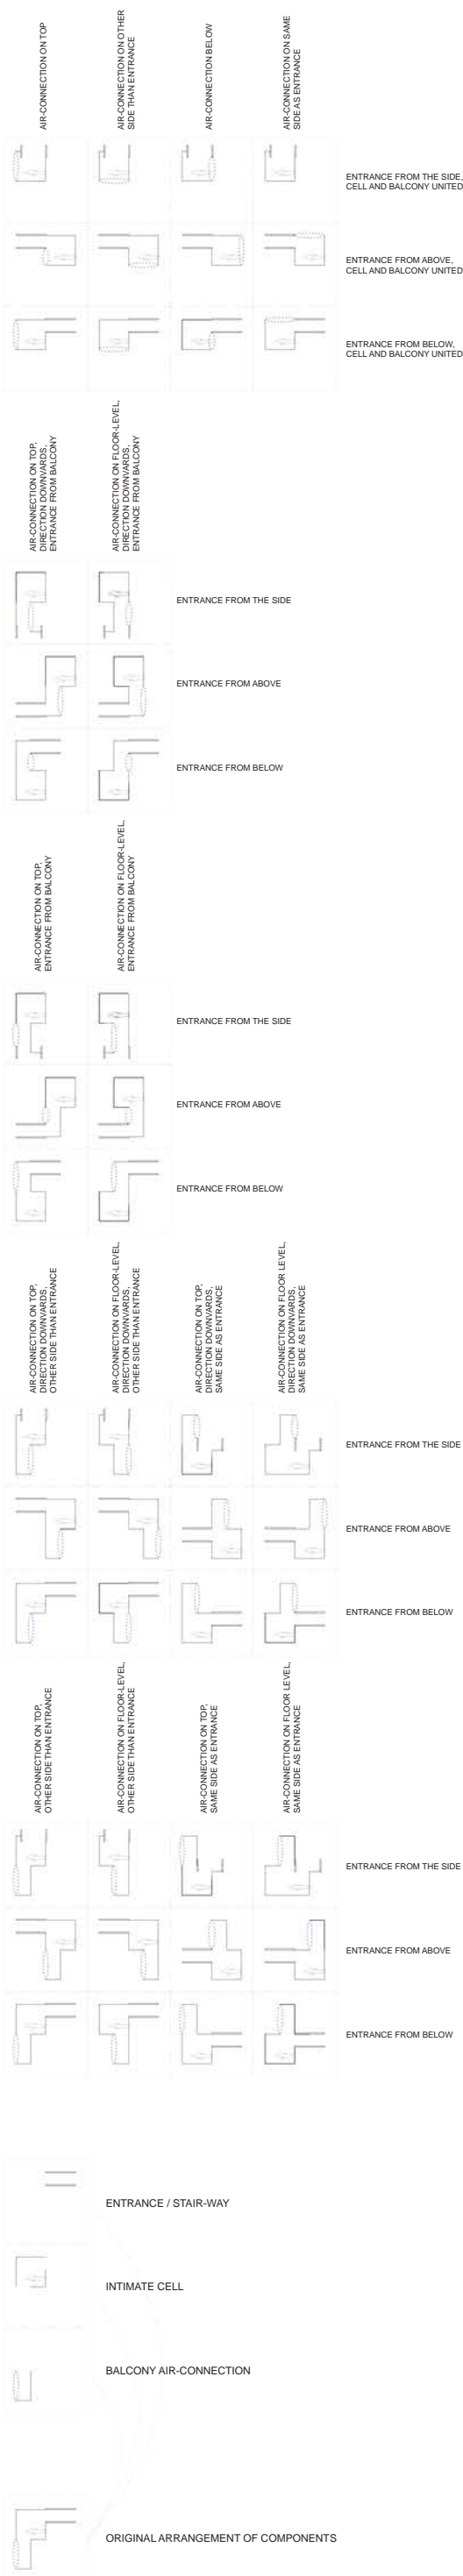 AIR-CONNECTION ON TOP
AIR-CONNECTION ON OTHER
SIDE THAN ENTRANCE
AIR-CONNECTION BELOW
AIR-CONNECTION ON SAME
SIDE AS ENTRANCE
ENTRANCE FROM THE SIDE,
CELL AND BALCONY UNITED
ENTRANCE FROM ABOVE,
CELL AND BALCONY UNITED
ENTRANCE FROM BELOW,
CELL AND BALCONY UNITED
AIR-CONNECTION ON TOP,
DIRECTION DOWNVARDS,
ENTRANCE FROM BALCONY
AIR-CONNECTION ON FLOOR-LEVEL,
DIRECTION DOWNVARDS,
ENTRANCE FROM BALCONY
ENTRANCE FROM THE SIDE
ENTRANCE FROM ABOVE
ENTRANCE FROM BELOW
AIR-CONNECTION ON TOP,
ENTRANCE FROM BALCONY
AIR-CONNECTION ON FLOOR-LEVEL,
ENTRANCE FROM BALCONY
ENTRANCE FROM THE SIDE
ENTRANCE FROM ABOVE
ENTRANCE FROM BELOW
AIR-CONNECTION ON TOP,
DIRECTION DOWNVARDS,
OTHER SIDE THAN ENTRANCE
AIR-CONNECTION ON FLOOR-LEVEL,
DIRECTION DOWNVARDS,
OTHER SIDE THAN ENTRANCE
AIR-CONNECTION ON TOP,
DIRECTION DOWNVARDS,
SAME SIDE AS ENTRANCE
AIR-CONNECTION ON FLOOR LEVEL,
DIRECTION DOWNVARDS,
SAME SIDE AS ENTRANCE
ENTRANCE FROM THE SIDE
ENTRANCE FROM ABOVE
ENTRANCE FROM BELOW
AIR-CONNECTION ON TOP,
OTHER SIDE THAN ENTRANCE
AIR-CONNECTION ON FLOOR-LEVEL,
OTHER SIDE THAN ENTRANCE
AIR-CONNECTION ON TOP,
SAME SIDE AS ENTRANCE
AIR-CONNECTION ON FLOOR LEVEL,
SAME SIDE AS ENTRANCE
ENTRANCE FROM THE SIDE
ENTRANCE FROM ABOVE
ENTRANCE FROM BELOW
ENTRANCE / STAIR-WAY
INTIMATE CELL
BALCONY AIR-CONNECTION
ORIGINAL ARRANGEMENT OF COMPONENTS